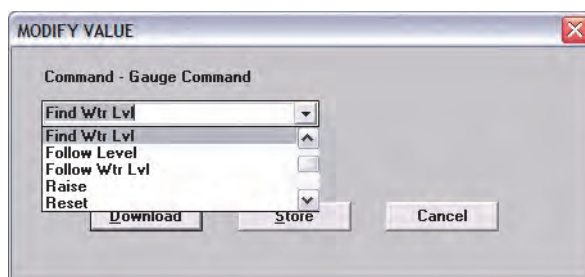 MODIFY VALUE
Command - Gauge Command
Find Wtr Lvl
Find Wtr Lvl
Follow Level
Follow Wtr Lvl
Raise
Reset
Download Store Cancel